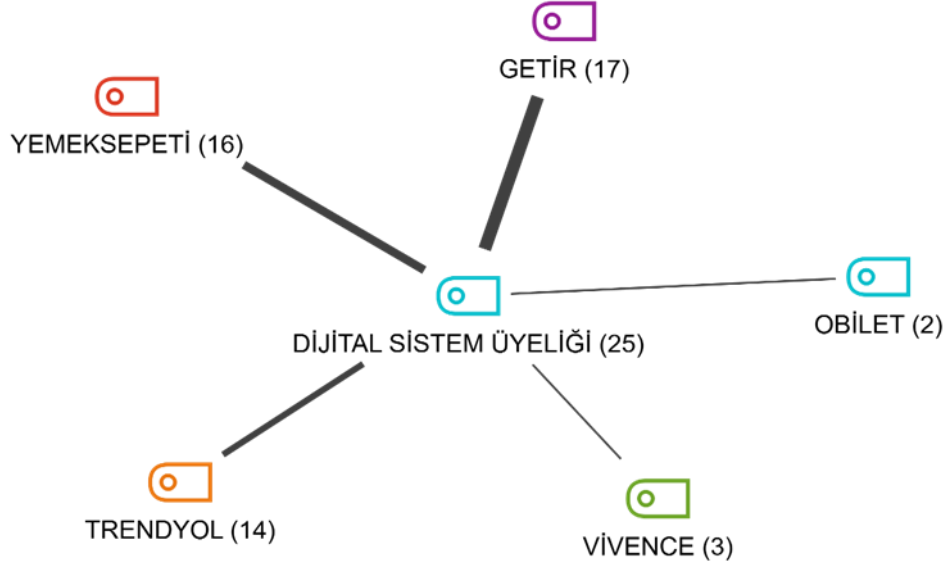 GETİR (17)
YEMEKSEPETİ (16)
OBİLET (2)
DİJİTAL SİSTEM ÜYELİĞİ (25)
TRENDYOL (14)
VİVENCE (3)